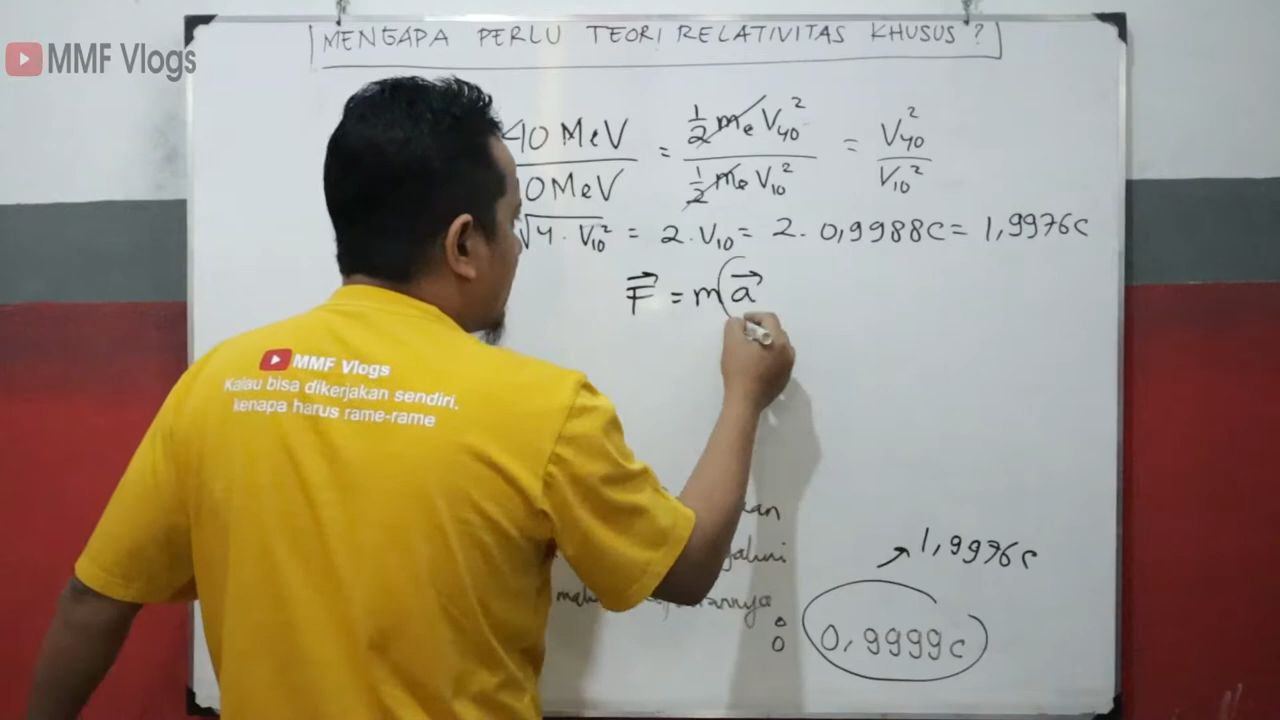 MMF Vlogs
MENGAPA PERLU TEORI RELATIVITAS KHUSUS?
40 MeV / 0 MeV = ½ me V40² / ½ me V10² = V40² / V10²
√4 . V10² = 2 . V10 = 2 . 0,9988c = 1,9976c
F = m(a
MMF Vlogs
Kalau bisa dikerjakan sendiri.
kenapa harus rame-rame
1,9976c
0,9999c